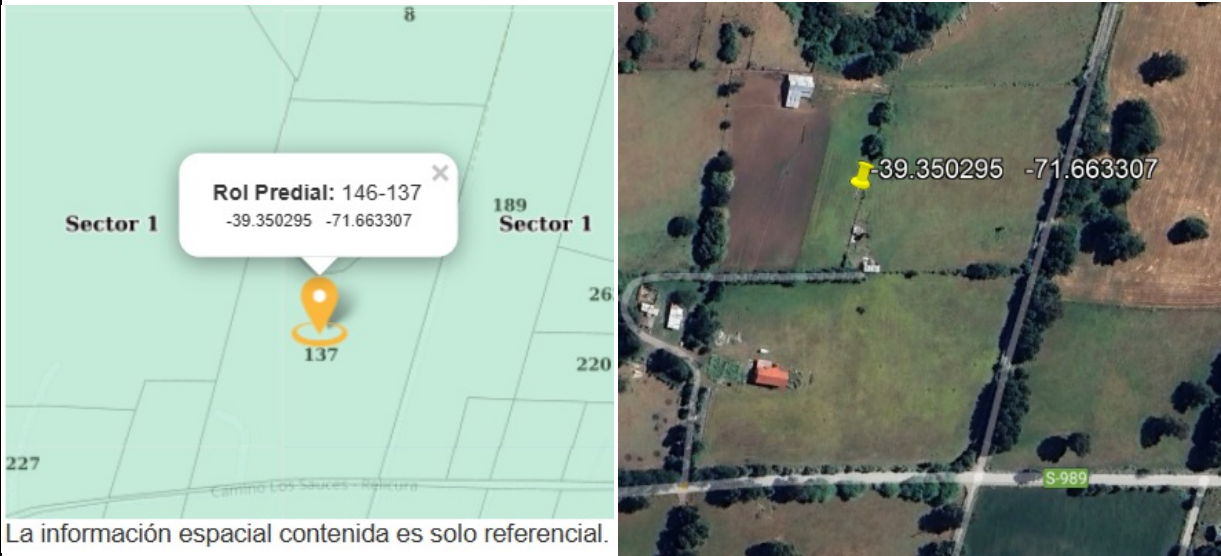 8
Rol Predial: 146-137
-39.350295 -71.663307
×
189
Sector 1
Sector 1
137
220
227
Camino Los Sauces - Relicura
La información espacial contenida es solo referencial.
-39.350295 -71.663307
S-989